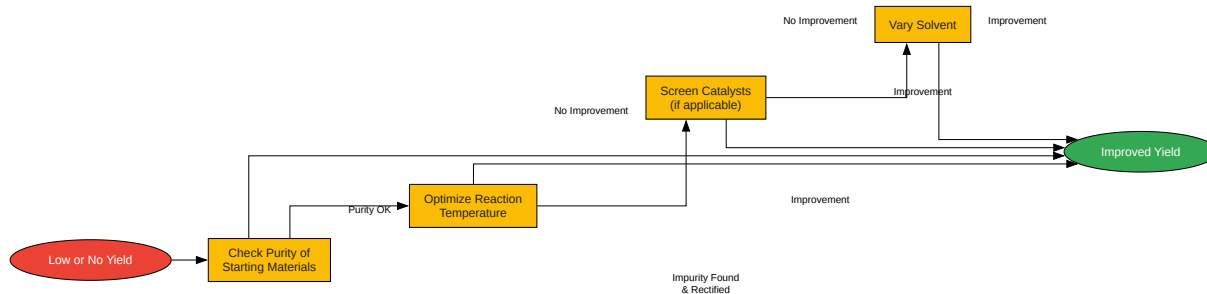 No Improvement
Vary Solvent
Improvement
Screen Catalysts
(if applicable)
Improvement
No Improvement
Improved Yield
Optimize Reaction
Temperature
Improvement
Purity OK
Low or No Yield
Check Purity of
Starting Materials
Impurity Found
& Rectified